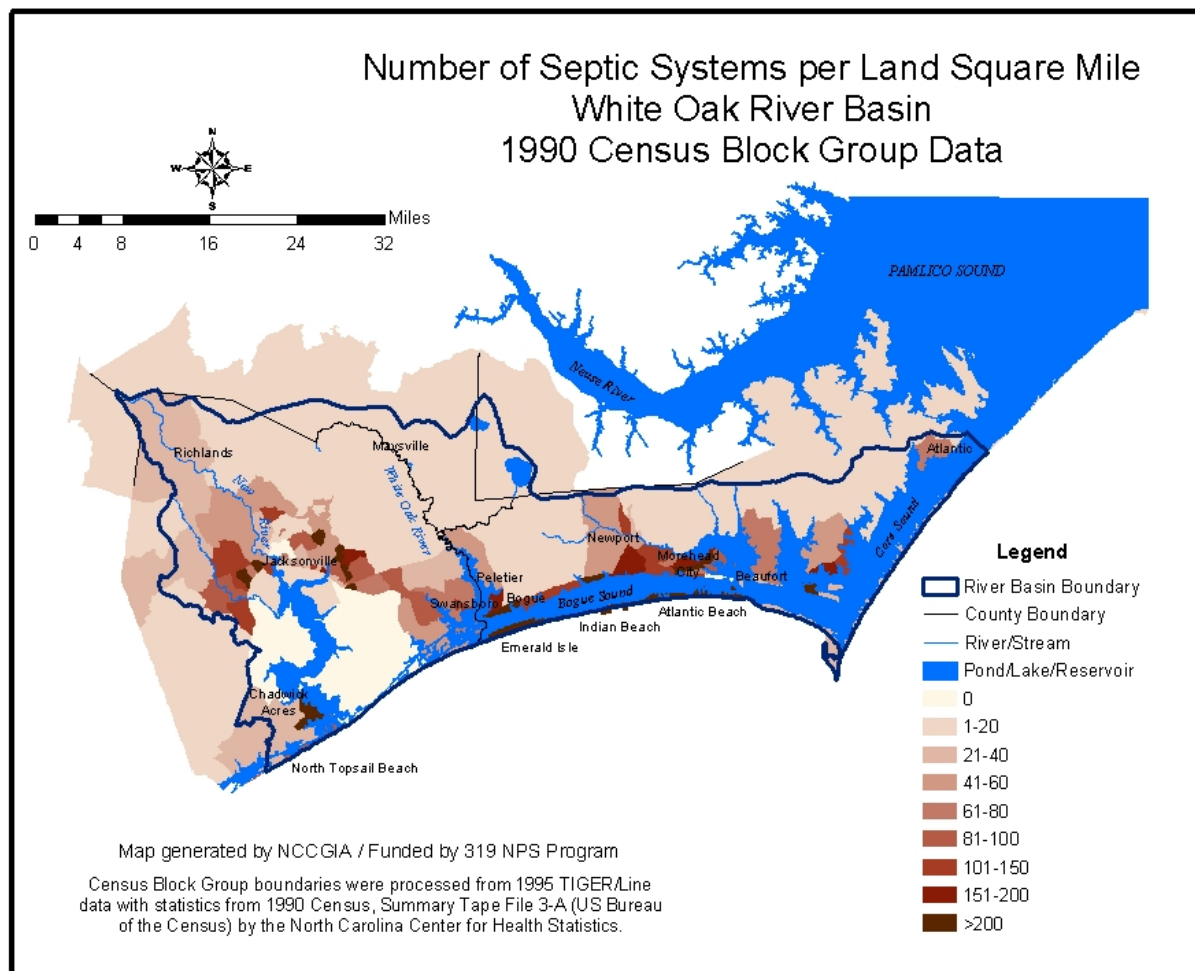 Number of Septic Systems per Land Square Mile
White Oak River Basin
1990 Census Block Group Data
N
W E
S
Miles
0 4 8 16 24 32
PAMLICO SOUND
Neuse River
Maysville
Richlands
White Oak River
New River
Atlantic
Core Sound
Newport
Jacksonville
Morehead City
Peletier
Beaufort
Swansboro
Bogue
Bogue Sound
Atlantic Beach
Indian Beach
Emerald Isle
Chadwick Acres
North Topsail Beach
Legend
River Basin Boundary
County Boundary
River/Stream
Pond/Lake/Reservoir
0
1-20
21-40
41-60
61-80
81-100
101-150
151-200
>200
Map generated by NCCGIA / Funded by 319 NPS Program
Census Block Group boundaries were processed from 1995 TIGER/Line
data with statistics from 1990 Census, Summary Tape File 3-A (US Bureau
of the Census) by the North Carolina Center for Health Statistics.